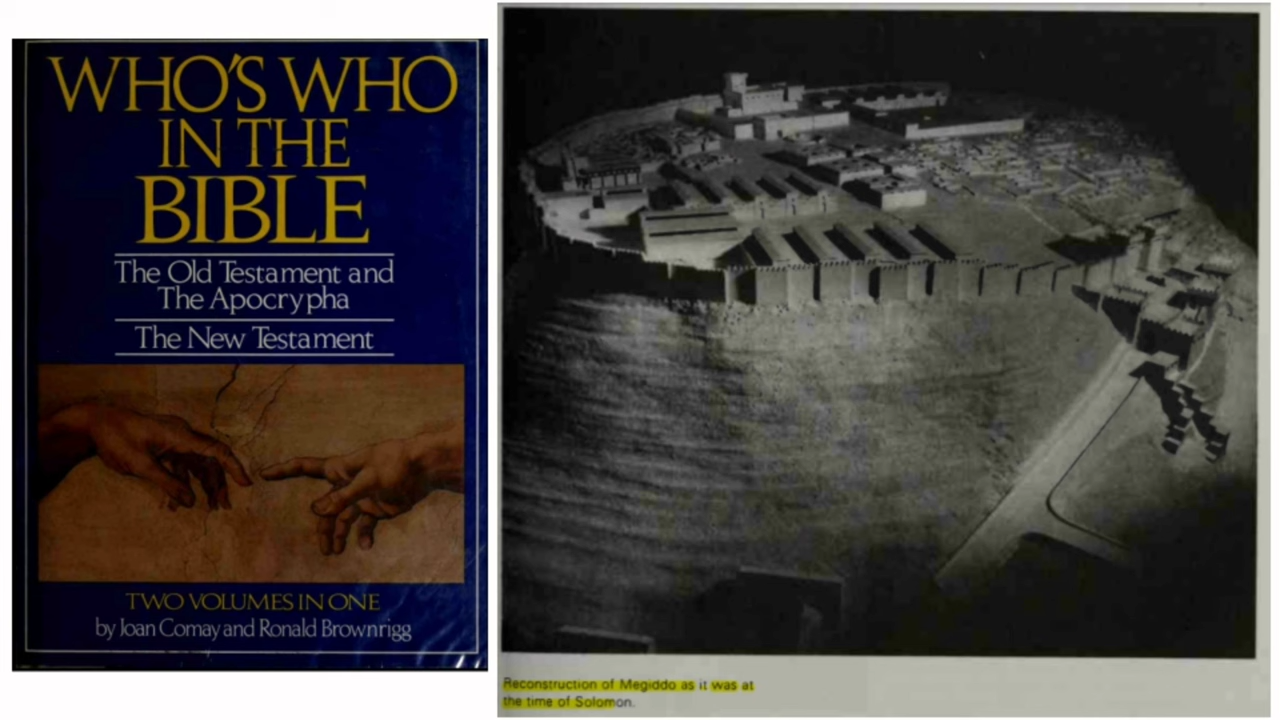 WHO'S WHO
IN THE
BIBLE
The Old Testament and
The Apocrypha
The New Testament
TWO VOLUMES IN ONE
by Joan Comay and Ronald Brownrigg
Reconstruction of Megiddo as it was at
the time of Solomon.